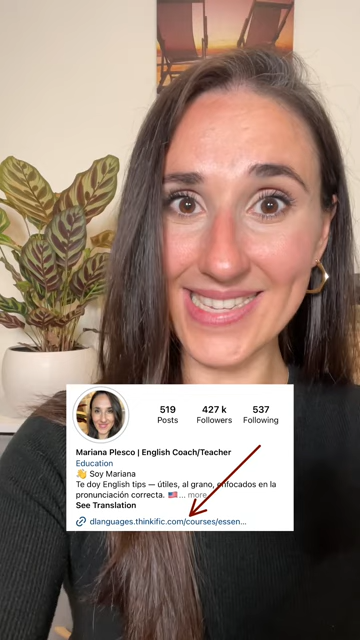 519
427 k
537
Posts
Followers
Following
Mariana Plesco | English Coach/Teacher
Education
👋 Soy Mariana
Te doy English tips — útiles, al grano, enfocados en la
pronunciación correcta. 🇺🇸 ... more
See Translation
dlanguages.thinkific.com/courses/essen...